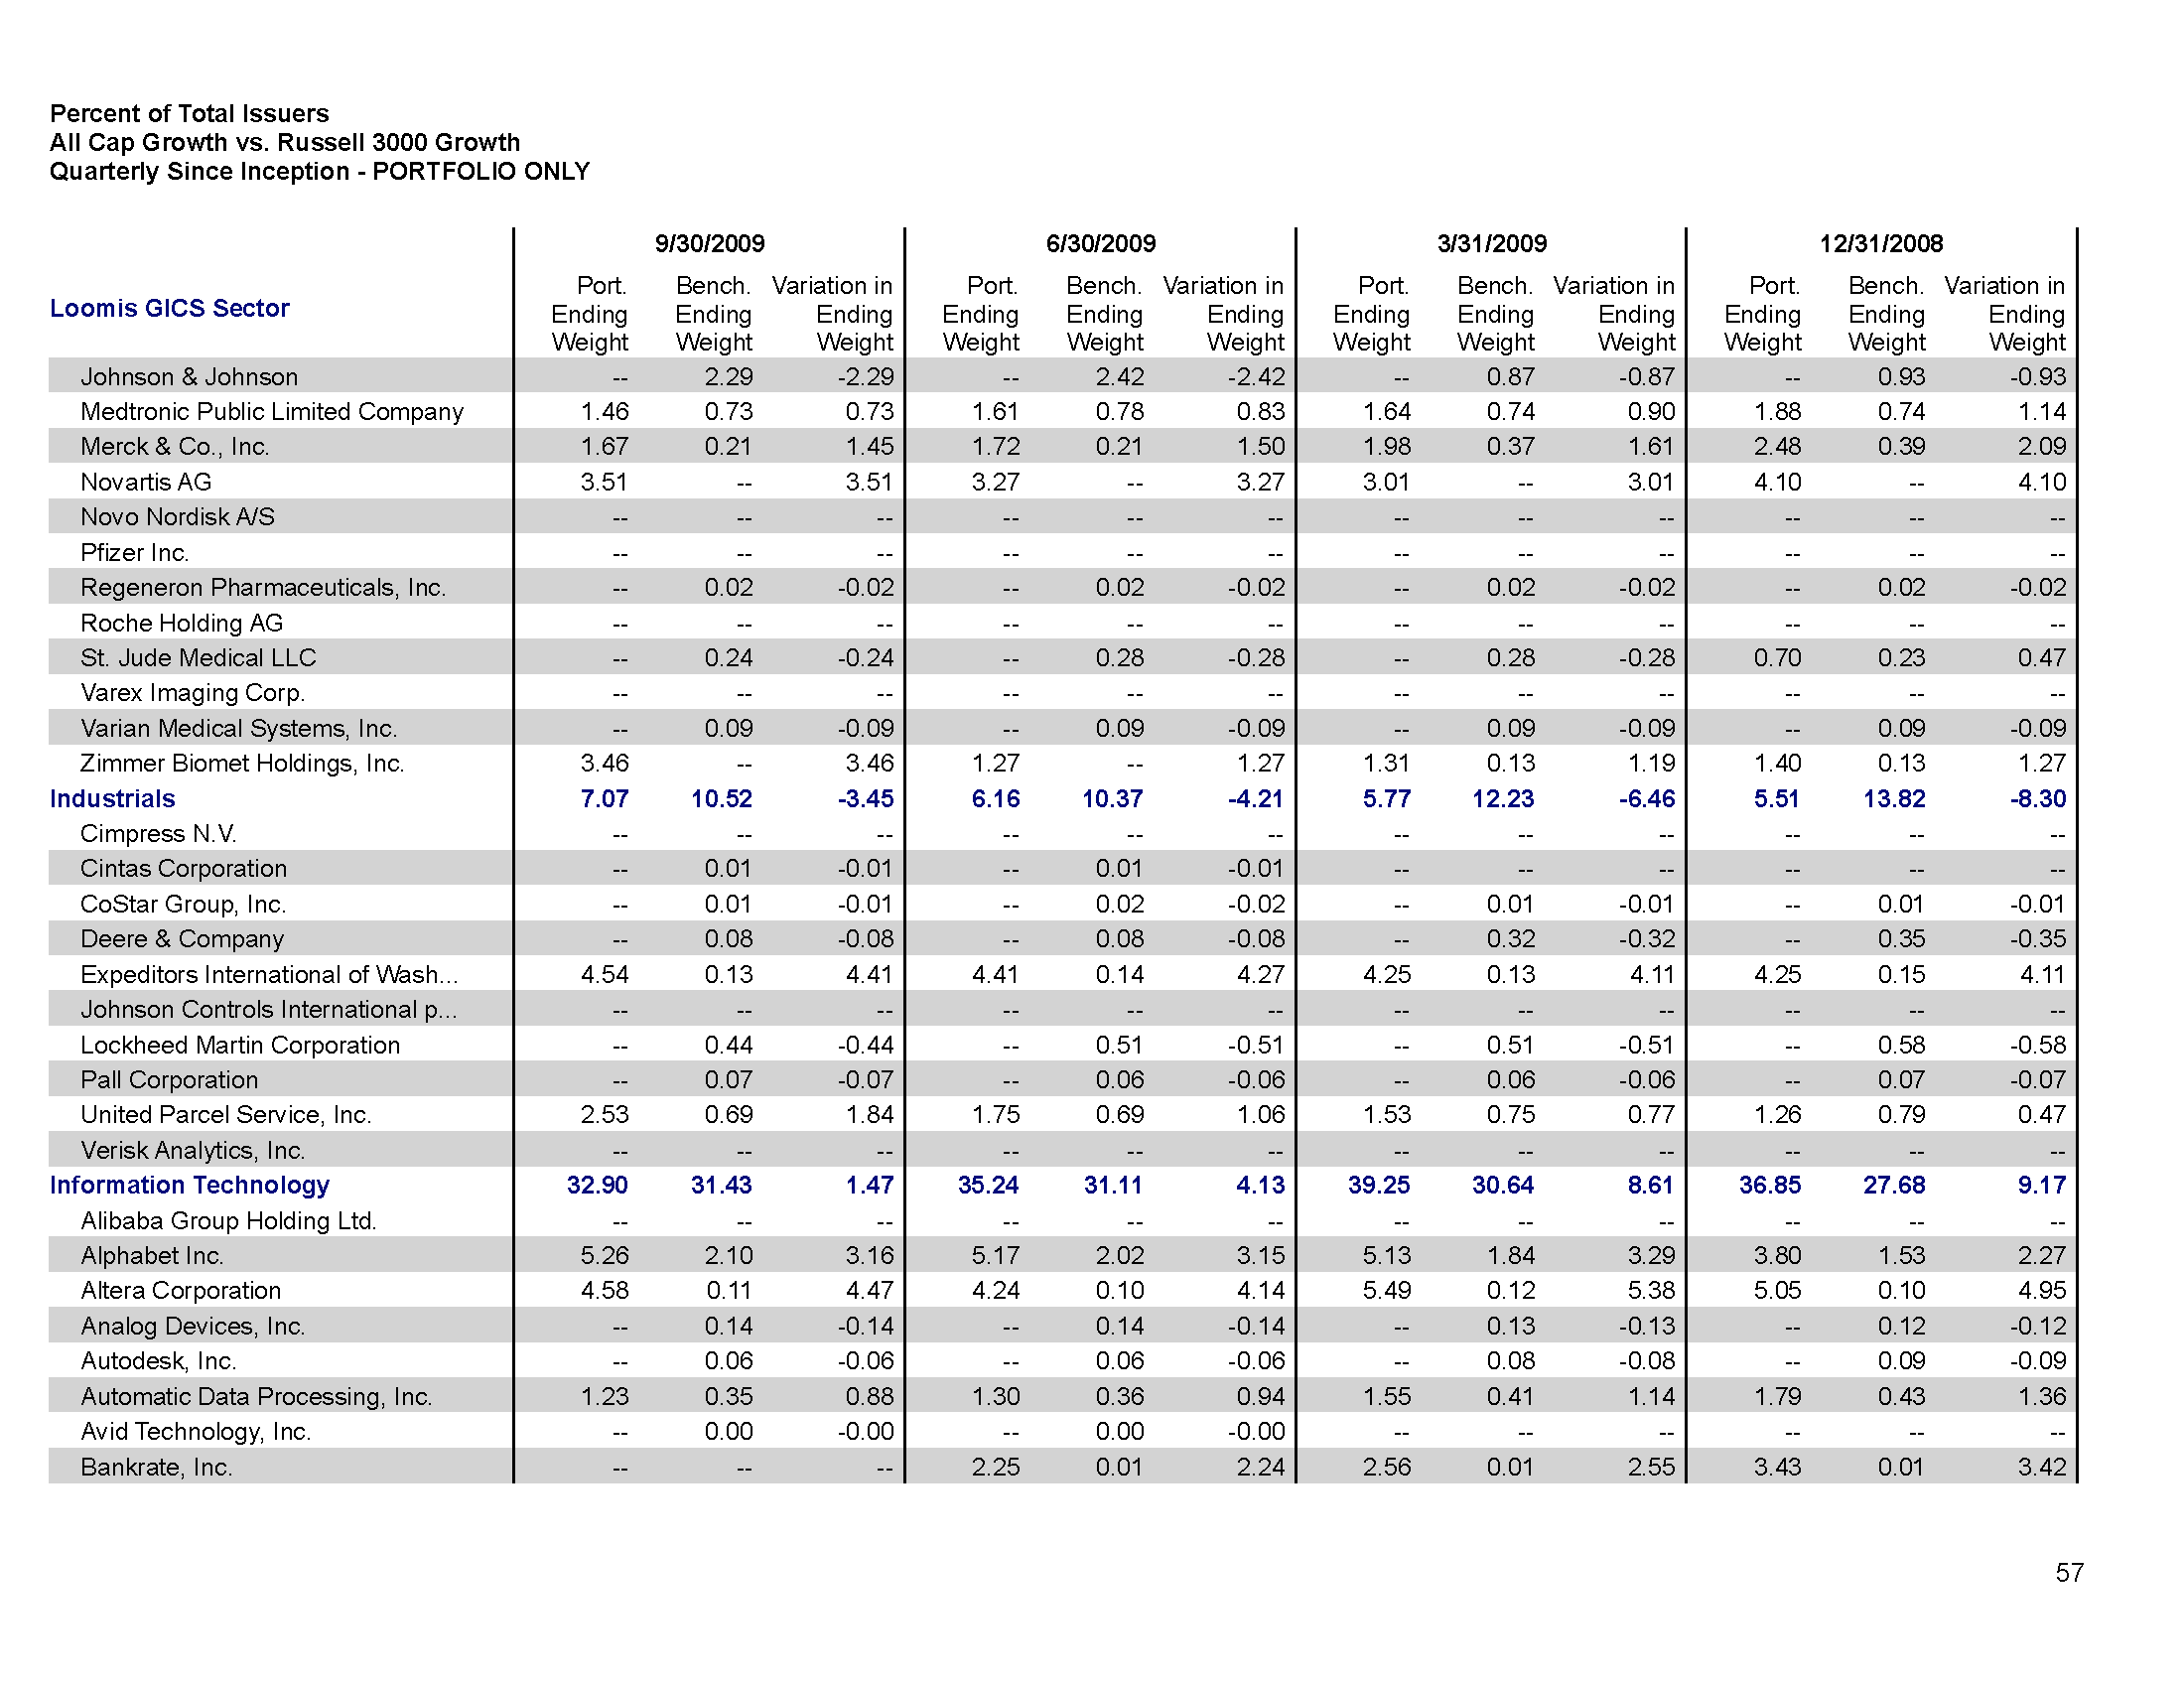 Percent of Total Issuers
All Cap Growth vs. Russell 3000 Growth
Quarterly Since Inception - PORTFOLIO ONLY
9/30/2009 6/30/2009 3/31/2009 12/31/2008
Loomis GICS Sector
Port. Bench. Variation in Port. Bench. Variation in Port. Bench. Variation in Port. Bench. Variation in
Ending Ending Ending Ending Ending Ending Ending Ending Ending Ending Ending Ending
Weight Weight Weight Weight Weight Weight Weight Weight Weight Weight Weight Weight
Johnson & Johnson -- 2.29 -2.29 -- 2.42 -2.42 -- 0.87 -0.87 -- 0.93 -0.93
Medtronic Public Limited Company 1.46 0.73 0.73 1.61 0.78 0.83 1.64 0.74 0.90 1.88 0.74 1.14
Merck & Co., Inc. 1.67 0.21 1.45 1.72 0.21 1.50 1.98 0.37 1.61 2.48 0.39 2.09
Novartis AG 3.51 -- 3.51 3.27 -- 3.27 3.01 -- 3.01 4.10 -- 4.10
Novo Nordisk A/S -- -- -- -- -- -- -- -- -- -- -- --
Pfizer Inc. -- -- -- -- -- -- -- -- -- -- -- --
Regeneron Pharmaceuticals, Inc. -- 0.02 -0.02 -- 0.02 -0.02 -- 0.02 -0.02 -- 0.02 -0.02
Roche Holding AG -- -- -- -- -- -- -- -- -- -- -- --
St. Jude Medical LLC -- 0.24 -0.24 -- 0.28 -0.28 -- 0.28 -0.28 0.70 0.23 0.47
Varex Imaging Corp. -- -- -- -- -- -- -- -- -- -- -- --
Varian Medical Systems, Inc. -- 0.09 -0.09 -- 0.09 -0.09 -- 0.09 -0.09 -- 0.09 -0.09
Zimmer Biomet Holdings, Inc. 3.46 -- 3.46 1.27 -- 1.27 1.31 0.13 1.19 1.40 0.13 1.27
Industrials 7.07 10.52 -3.45 6.16 10.37 -4.21 5.77 12.23 -6.46 5.51 13.82 -8.30
Cimpress N.V. -- -- -- -- -- -- -- -- -- -- -- --
Cintas Corporation -- 0.01 -0.01 -- 0.01 -0.01 -- -- -- -- -- --
CoStar Group, Inc. -- 0.01 -0.01 -- 0.02 -0.02 -- 0.01 -0.01 -- 0.01 -0.01
Deere & Company -- 0.08 -0.08 -- 0.08 -0.08 -- 0.32 -0.32 -- 0.35 -0.35
Expeditors International of Wash... 4.54 0.13 4.41 4.41 0.14 4.27 4.25 0.13 4.11 4.25 0.15 4.11
Johnson Controls International p... -- -- -- -- -- -- -- -- -- -- -- --
Lockheed Martin Corporation -- 0.44 -0.44 -- 0.51 -0.51 -- 0.51 -0.51 -- 0.58 -0.58
Pall Corporation -- 0.07 -0.07 -- 0.06 -0.06 -- 0.06 -0.06 -- 0.07 -0.07
United Parcel Service, Inc. 2.53 0.69 1.84 1.75 0.69 1.06 1.53 0.75 0.77 1.26 0.79 0.47
Verisk Analytics, Inc. -- -- -- -- -- -- -- -- -- -- -- --
Information Technology 32.90 31.43 1.47 35.24 31.11 4.13 39.25 30.64 8.61 36.85 27.68 9.17
Alibaba Group Holding Ltd. -- -- -- -- -- -- -- -- -- -- -- --
Alphabet Inc. 5.26 2.10 3.16 5.17 2.02 3.15 5.13 1.84 3.29 3.80 1.53 2.27
Altera Corporation 4.58 0.11 4.47 4.24 0.10 4.14 5.49 0.12 5.38 5.05 0.10 4.95
Analog Devices, Inc. -- 0.14 -0.14 -- 0.14 -0.14 -- 0.13 -0.13 -- 0.12 -0.12
Autodesk, Inc. -- 0.06 -0.06 -- 0.06 -0.06 -- 0.08 -0.08 -- 0.09 -0.09
Automatic Data Processing, Inc. 1.23 0.35 0.88 1.30 0.36 0.94 1.55 0.41 1.14 1.79 0.43 1.36
Avid Technology, Inc. -- 0.00 -0.00 -- 0.00 -0.00 -- -- -- -- -- --
Bankrate, Inc. -- -- -- 2.25 0.01 2.24 2.56 0.01 2.55 3.43 0.01 3.42
57